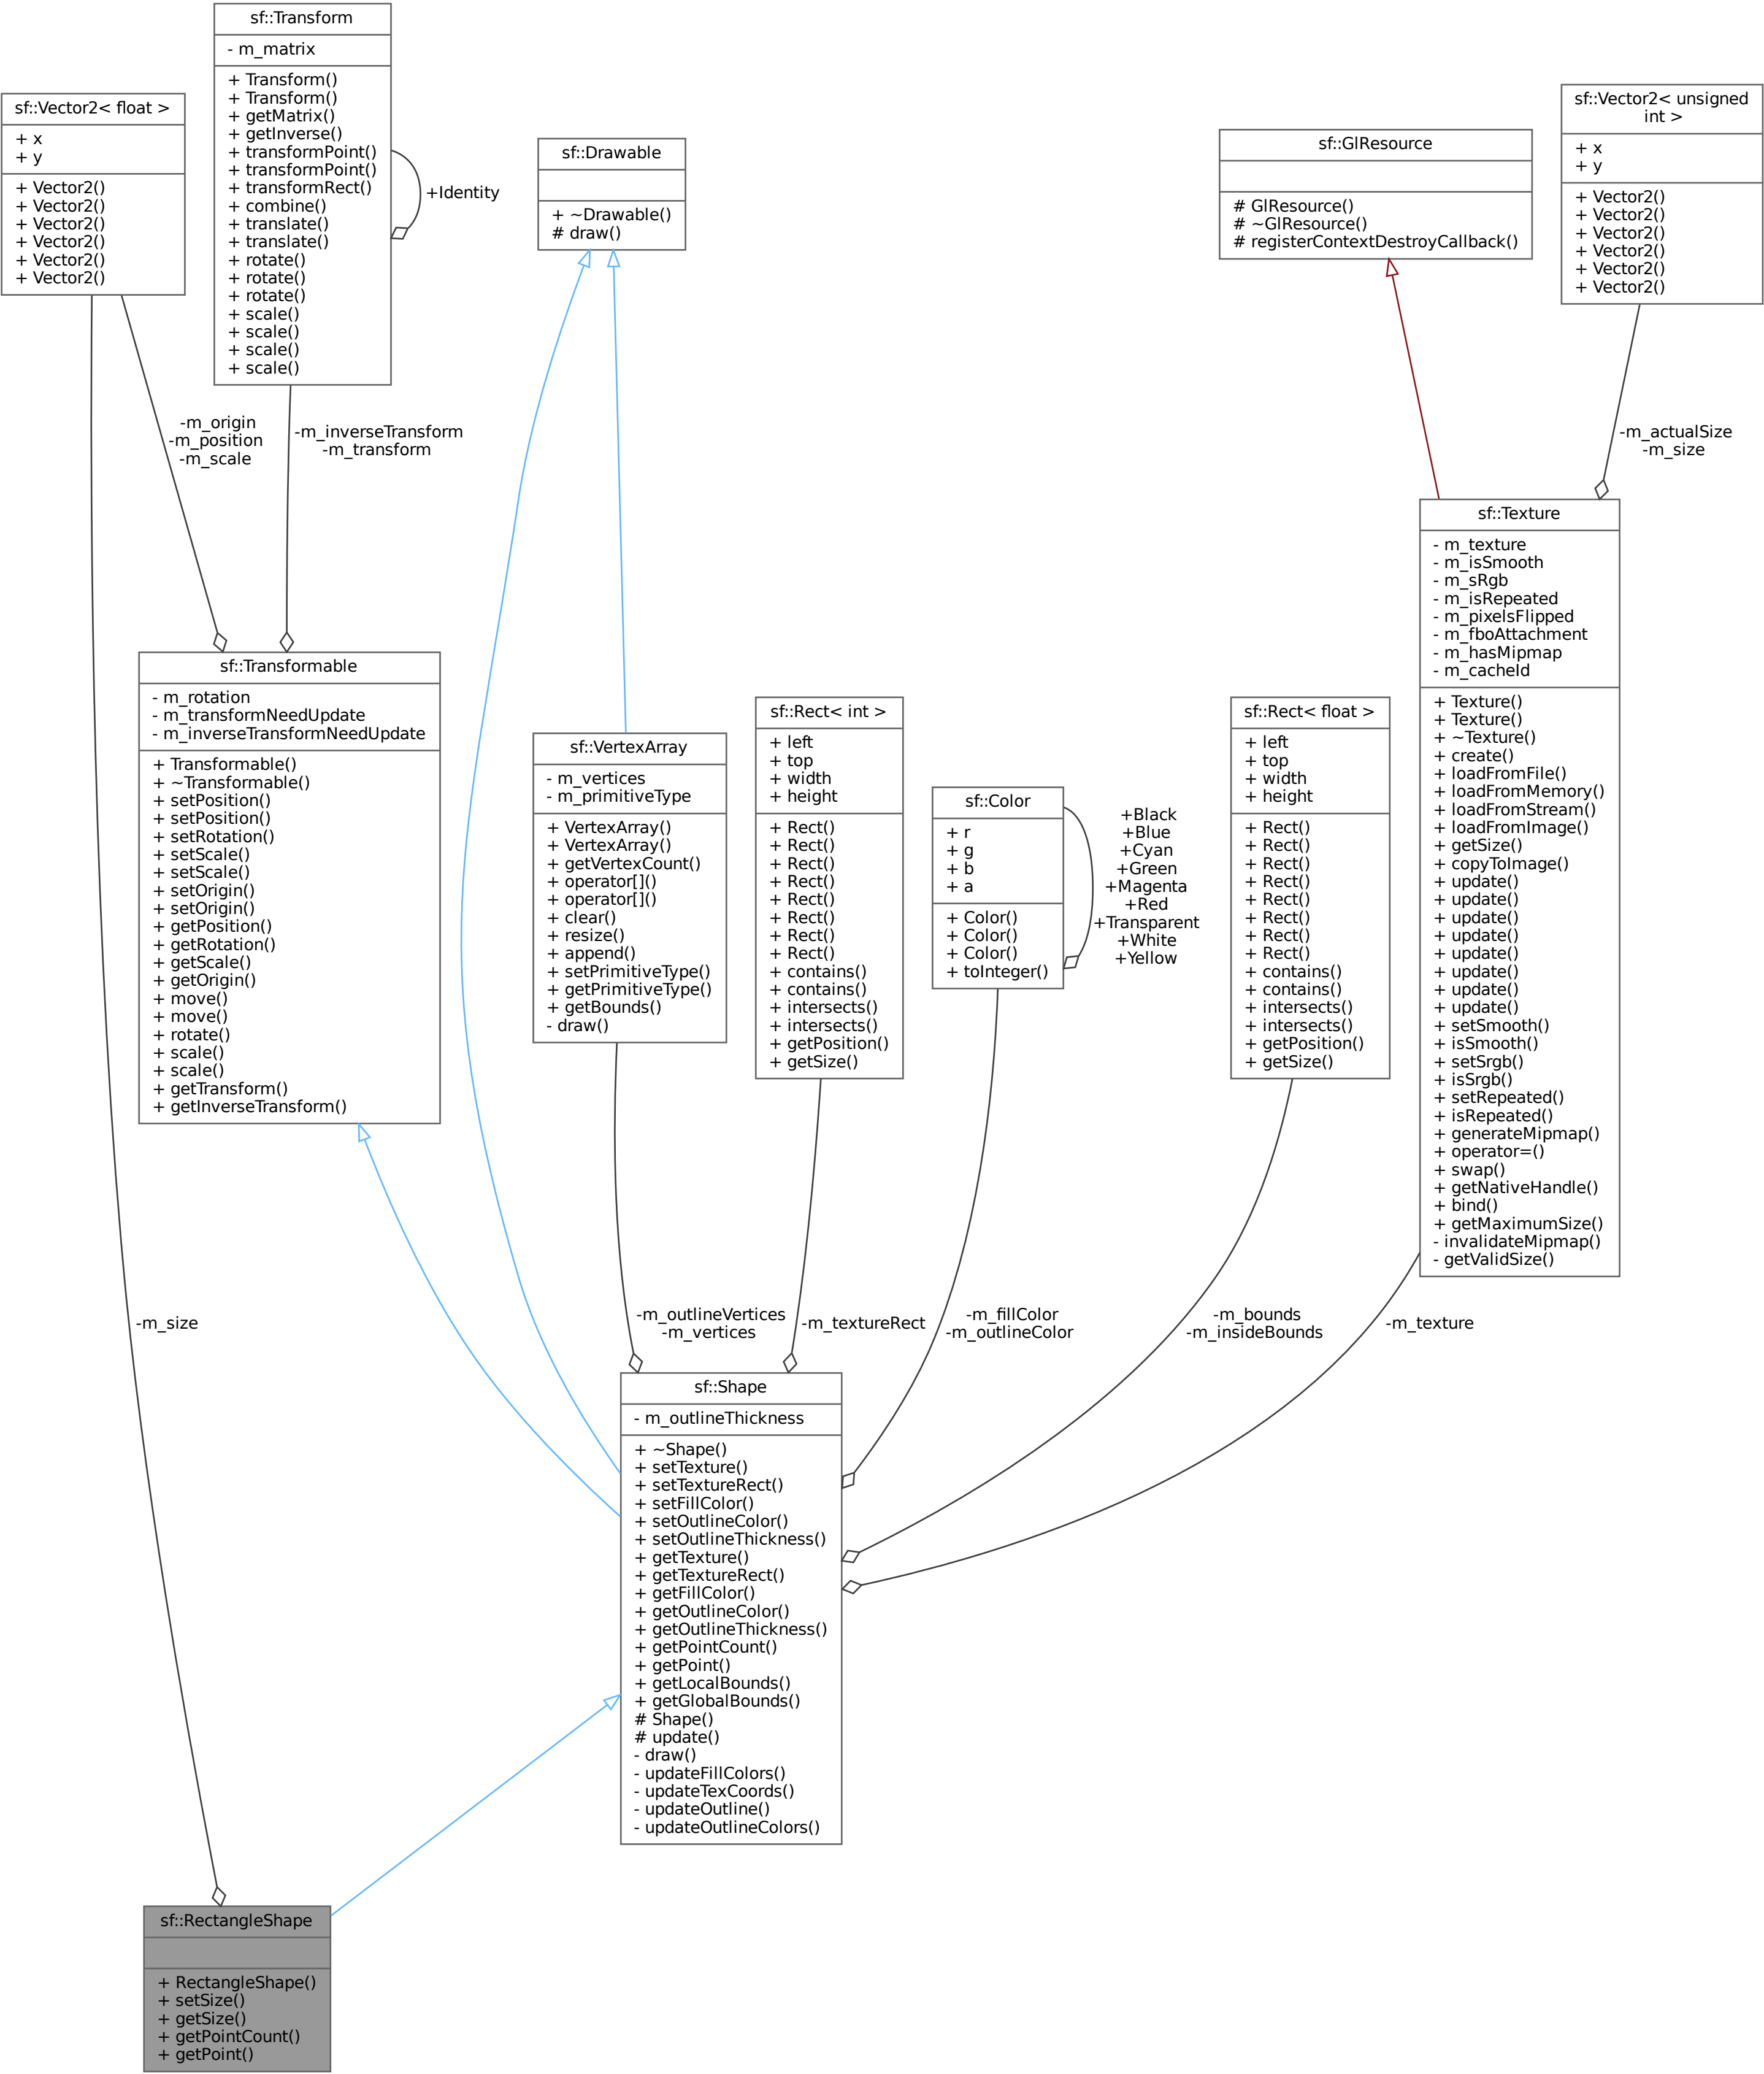 sf::Transform
- m_matrix
+ Transform()
+ Transform()
+ getMatrix()
+ getInverse()
+ transformPoint()
+ transformPoint()
+ transformRect()
+ combine()
+ translate()
+ translate()
+ rotate()
+ rotate()
+ rotate()
+ scale()
+ scale()
+ scale()
+ scale()
+Identity
sf::Vector2< float >
+ x
+ y
+ Vector2()
+ Vector2()
+ Vector2()
+ Vector2()
+ Vector2()
+ Vector2()
sf::Drawable
+ ~Drawable()
# draw()
sf::GlResource
# GlResource()
# ~GlResource()
# registerContextDestroyCallback()
sf::Vector2< unsigned
int >
+ x
+ y
+ Vector2()
+ Vector2()
+ Vector2()
+ Vector2()
+ Vector2()
+ Vector2()
-m_origin
-m_position
-m_scale
-m_inverseTransform
-m_transform
-m_actualSize
-m_size
sf::Transformable
- m_rotation
- m_transformNeedUpdate
- m_inverseTransformNeedUpdate
+ Transformable()
+ ~Transformable()
+ setPosition()
+ setPosition()
+ setRotation()
+ setScale()
+ setScale()
+ setOrigin()
+ setOrigin()
+ getPosition()
+ getRotation()
+ getScale()
+ getOrigin()
+ move()
+ move()
+ rotate()
+ scale()
+ scale()
+ getTransform()
+ getInverseTransform()
sf::VertexArray
- m_vertices
- m_primitiveType
+ VertexArray()
+ VertexArray()
+ getVertexCount()
+ operator[]()
+ operator[]()
+ clear()
+ resize()
+ append()
+ setPrimitiveType()
+ getPrimitiveType()
+ getBounds()
- draw()
sf::Rect< int >
+ left
+ top
+ width
+ height
+ Rect()
+ Rect()
+ Rect()
+ Rect()
+ Rect()
+ Rect()
+ Rect()
+ Rect()
+ contains()
+ contains()
+ intersects()
+ intersects()
+ getPosition()
+ getSize()
sf::Color
+ r
+ g
+ b
+ a
+ Color()
+ Color()
+ Color()
+ toInteger()
+Black
+Blue
+Cyan
+Green
+Magenta
+Red
+Transparent
+White
+Yellow
sf::Rect< float >
+ left
+ top
+ width
+ height
+ Rect()
+ Rect()
+ Rect()
+ Rect()
+ Rect()
+ Rect()
+ Rect()
+ Rect()
+ contains()
+ contains()
+ intersects()
+ intersects()
+ getPosition()
+ getSize()
sf::Texture
- m_texture
- m_isSmooth
- m_sRgb
- m_isRepeated
- m_pixelsFlipped
- m_fboAttachment
- m_hasMipmap
- m_cacheId
+ Texture()
+ Texture()
+ ~Texture()
+ create()
+ loadFromFile()
+ loadFromMemory()
+ loadFromStream()
+ loadFromImage()
+ getSize()
+ copyToImage()
+ update()
+ update()
+ update()
+ update()
+ update()
+ update()
+ update()
+ update()
+ setSmooth()
+ isSmooth()
+ setSrgb()
+ isSrgb()
+ setRepeated()
+ isRepeated()
+ generateMipmap()
+ operator=()
+ swap()
+ getNativeHandle()
+ bind()
+ getMaximumSize()
- invalidateMipmap()
- getValidSize()
-m_size
-m_outlineVertices
-m_vertices
-m_textureRect
-m_fillColor
-m_outlineColor
-m_bounds
-m_insideBounds
-m_texture
sf::Shape
- m_outlineThickness
+ ~Shape()
+ setTexture()
+ setTextureRect()
+ setFillColor()
+ setOutlineColor()
+ setOutlineThickness()
+ getTexture()
+ getTextureRect()
+ getFillColor()
+ getOutlineColor()
+ getOutlineThickness()
+ getPointCount()
+ getPoint()
+ getLocalBounds()
+ getGlobalBounds()
# Shape()
# update()
- draw()
- updateFillColors()
- updateTexCoords()
- updateOutline()
- updateOutlineColors()
sf::RectangleShape
+ RectangleShape()
+ setSize()
+ getSize()
+ getPointCount()
+ getPoint()